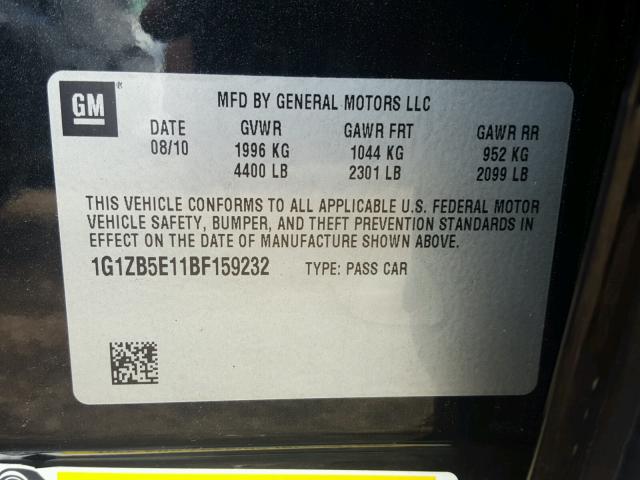 GM
®
MFD BY GENERAL MOTORS LLC
DATE GVWR GAWR FRT GAWR RR
08/10 1996 KG 1044 KG 952 KG
4400 LB 2301 LB 2099 LB
THIS VEHICLE CONFORMS TO ALL APPLICABLE U.S. FEDERAL MOTOR
VEHICLE SAFETY, BUMPER, AND THEFT PREVENTION STANDARDS
IN EFFECT ON THE DATE OF MANUFACTURE SHOWN ABOVE.
1G1ZB5E11BF159232 TYPE: PASS CAR